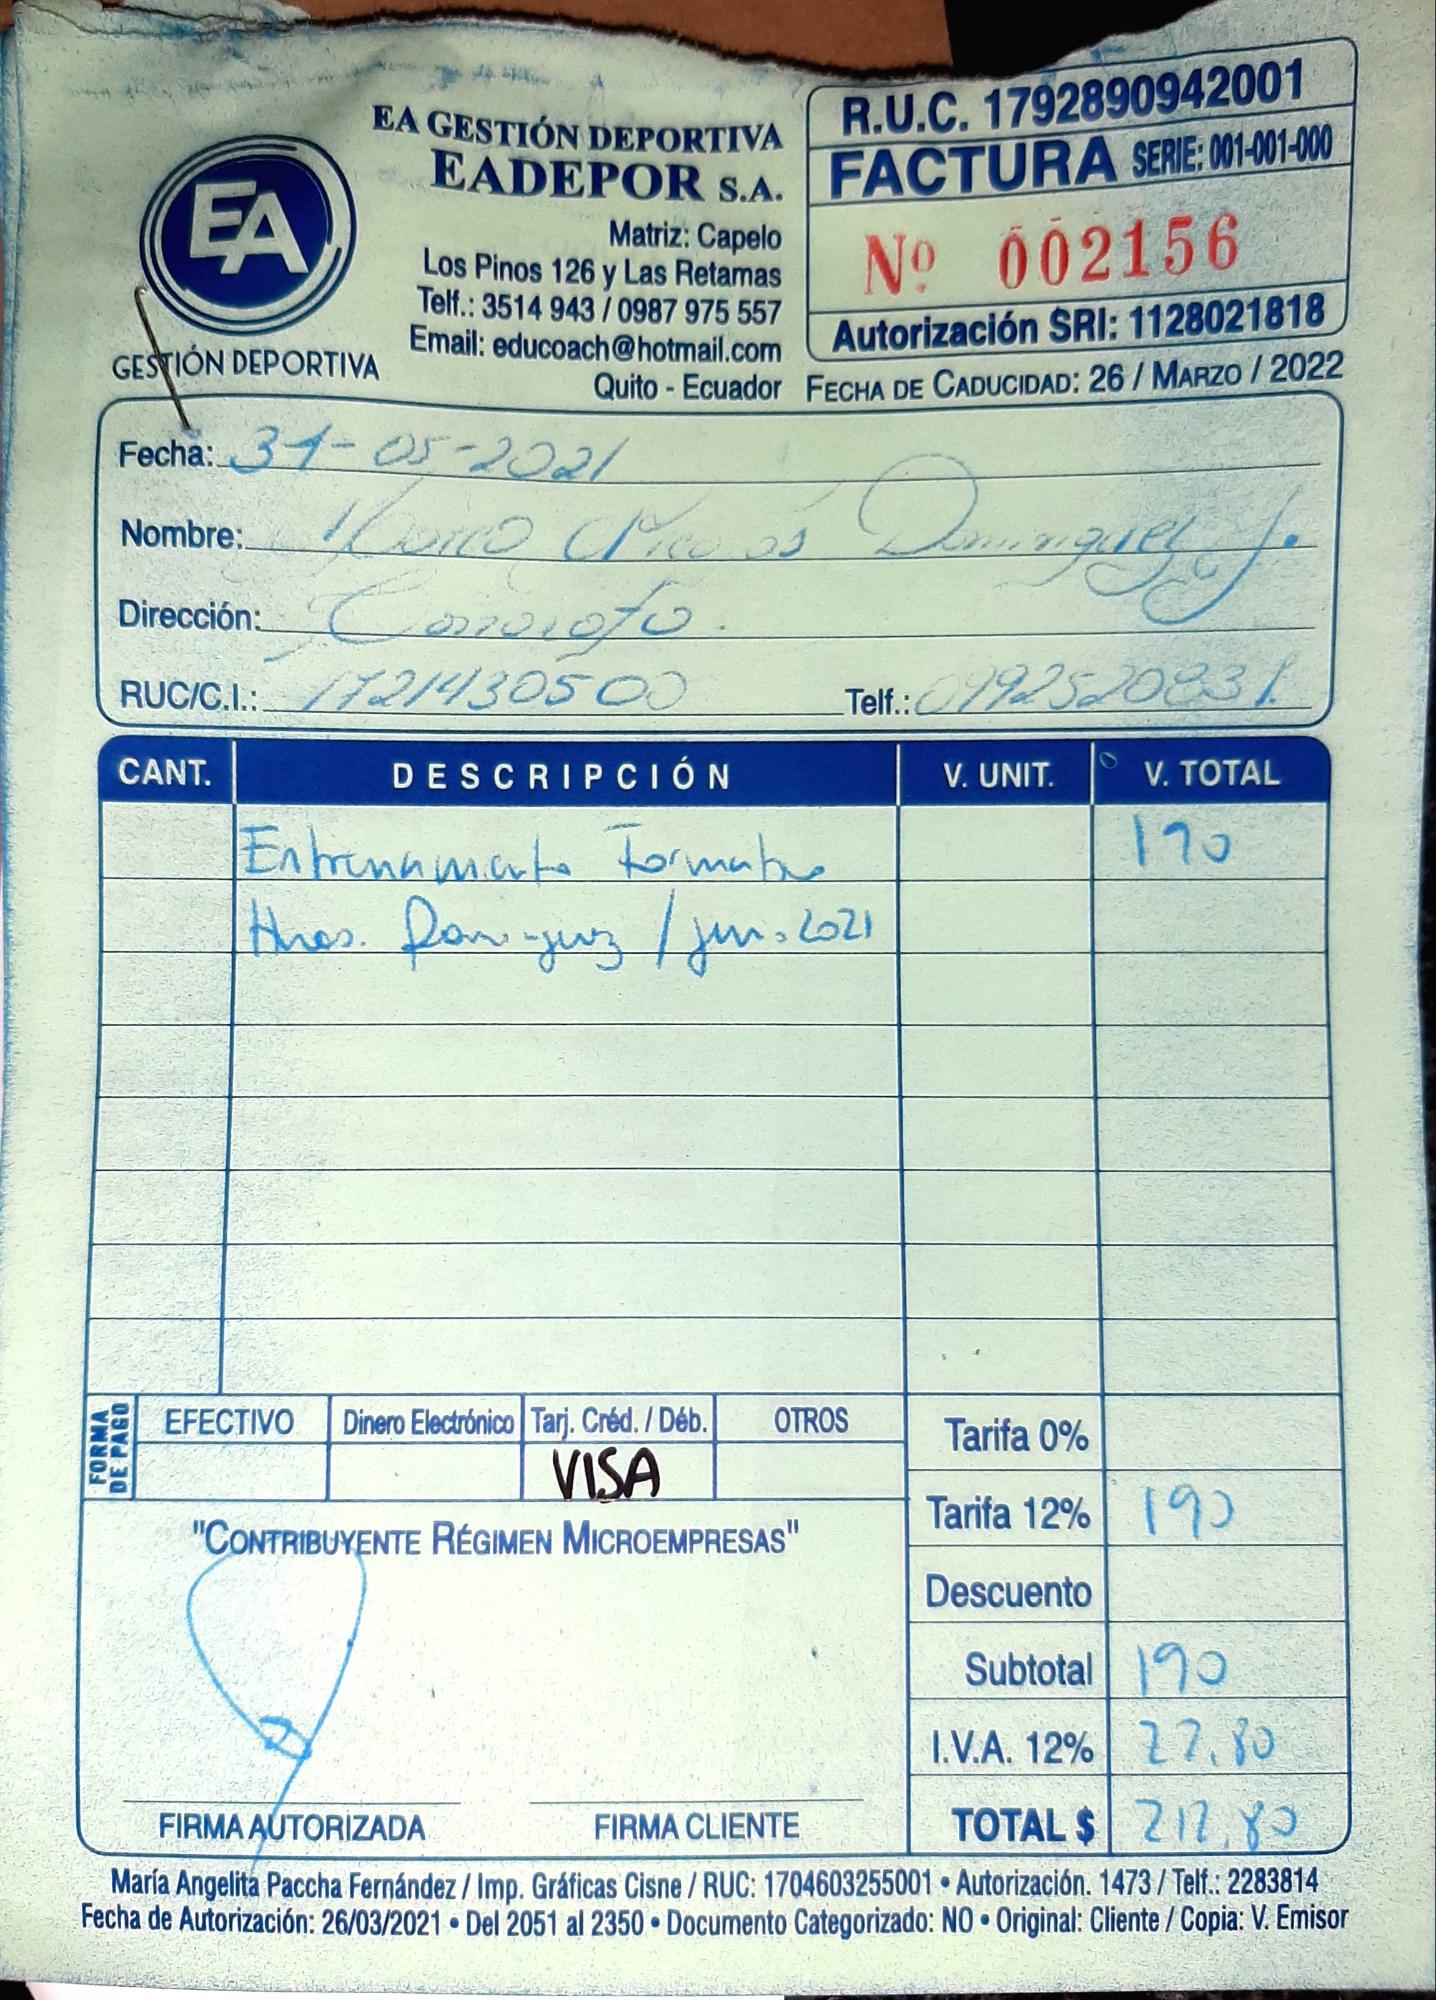 EA
GESTIÓN DEPORTIVA
EA GESTIÓN DEPORTIVA
EADEPOR S.A.
Matriz: Capelo
Los Pinos 126 y Las Retamas
Telf.: 3514 943 / 0987 975 557
Email: educoach@hotmail.com
Quito - Ecuador
R.U.C. 1792890942001
FACTURA SERIE: 001-001-000
Nº 002156
Autorización SRI: 1128021818
FECHA DE CADUCIDAD: 26 / MARZO / 2022
Fecha: 31-05-2021
Nombre: Marco Nicolás Dominguez J.
Dirección:
RUC/C.I.: 1721430500 Telf.:
CANT. DESCRIPCIÓN V. UNIT. V. TOTAL
Entrenamiento Formativo 190
Hnos. Dominguez / jun. 2021
FORMA DE PAGO
EFECTIVO Dinero Electrónico Tarj. Créd. / Déb. OTROS
VISA
Tarifa 0%
Tarifa 12% 190
"CONTRIBUYENTE RÉGIMEN MICROEMPRESAS"
Descuento
Subtotal 190
I.V.A. 12% 22.80
TOTAL $ 212.80
FIRMA AUTORIZADA FIRMA CLIENTE
María Angelita Paccha Fernández / Imp. Gráficas Cisne / RUC: 1704603255001 • Autorización. 1473 / Telf.: 2283814
Fecha de Autorización: 26/03/2021 • Del 2051 al 2350 • Documento Categorizado: NO • Original: Cliente / Copia: V. Emisor